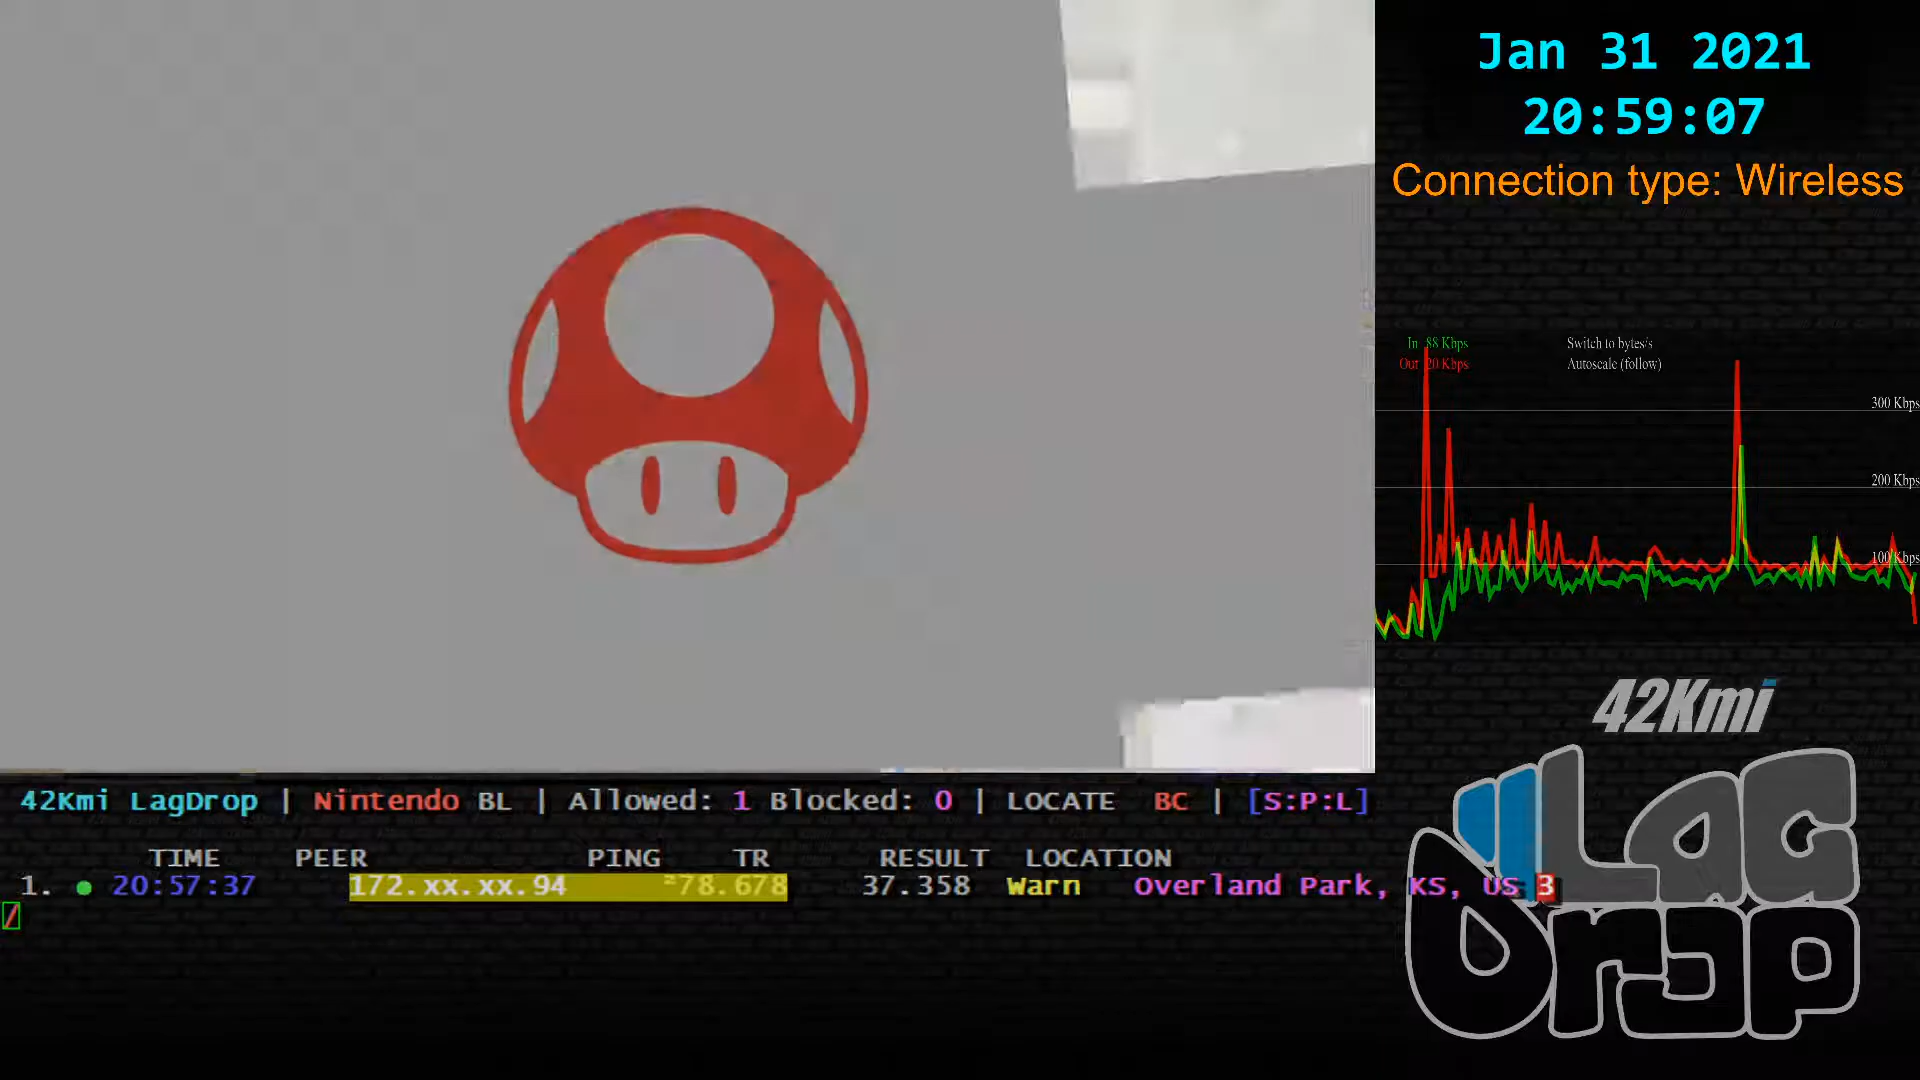 Jan 31 2021
20:59:07
Connection type: Wireless
In 88 Kbps
Out 20 Kbps
Switch to bytes/s
Autoscale (follow)
300 Kbps
200 Kbps
100 Kbps
42Kmi
LagDrop
42Kmi LagDrop | Nintendo BL | Allowed: 1 Blocked: 0 | LOCATE BC | [S:P:L]
TIME PEER PING TR RESULT LOCATION
1. ● 20:57:37 172.xx.xx.94 ²78.678 37.358 Warn Overland Park, KS, US 3
/